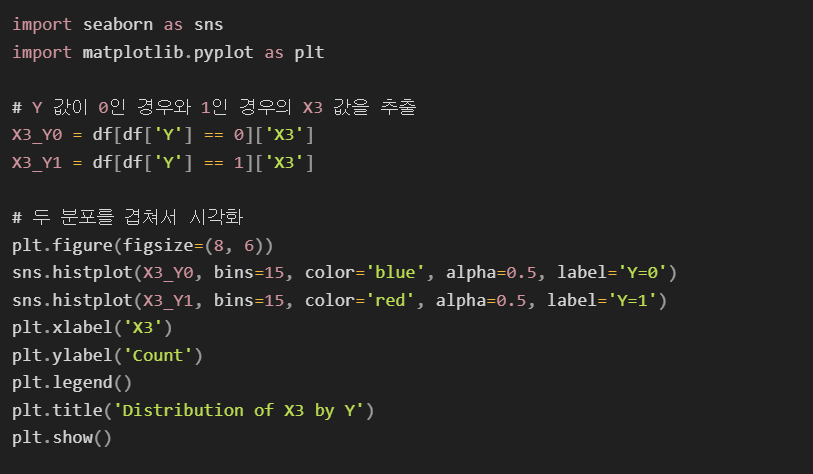 import seaborn as sns
import matplotlib.pyplot as plt
# Y 값이 0인 경우와 1인 경우의 X3 값을 추출
X3_Y0 = df[df['Y'] == 0]['X3']
X3_Y1 = df[df['Y'] == 1]['X3']
# 두 분포를 겹쳐서 시각화
plt.figure(figsize=(8, 6))
sns.histplot(X3_Y0, bins=15, color='blue', alpha=0.5, label='Y=0')
sns.histplot(X3_Y1, bins=15, color='red', alpha=0.5, label='Y=1')
plt.xlabel('X3')
plt.ylabel('Count')
plt.legend()
plt.title('Distribution of X3 by Y')
plt.show()